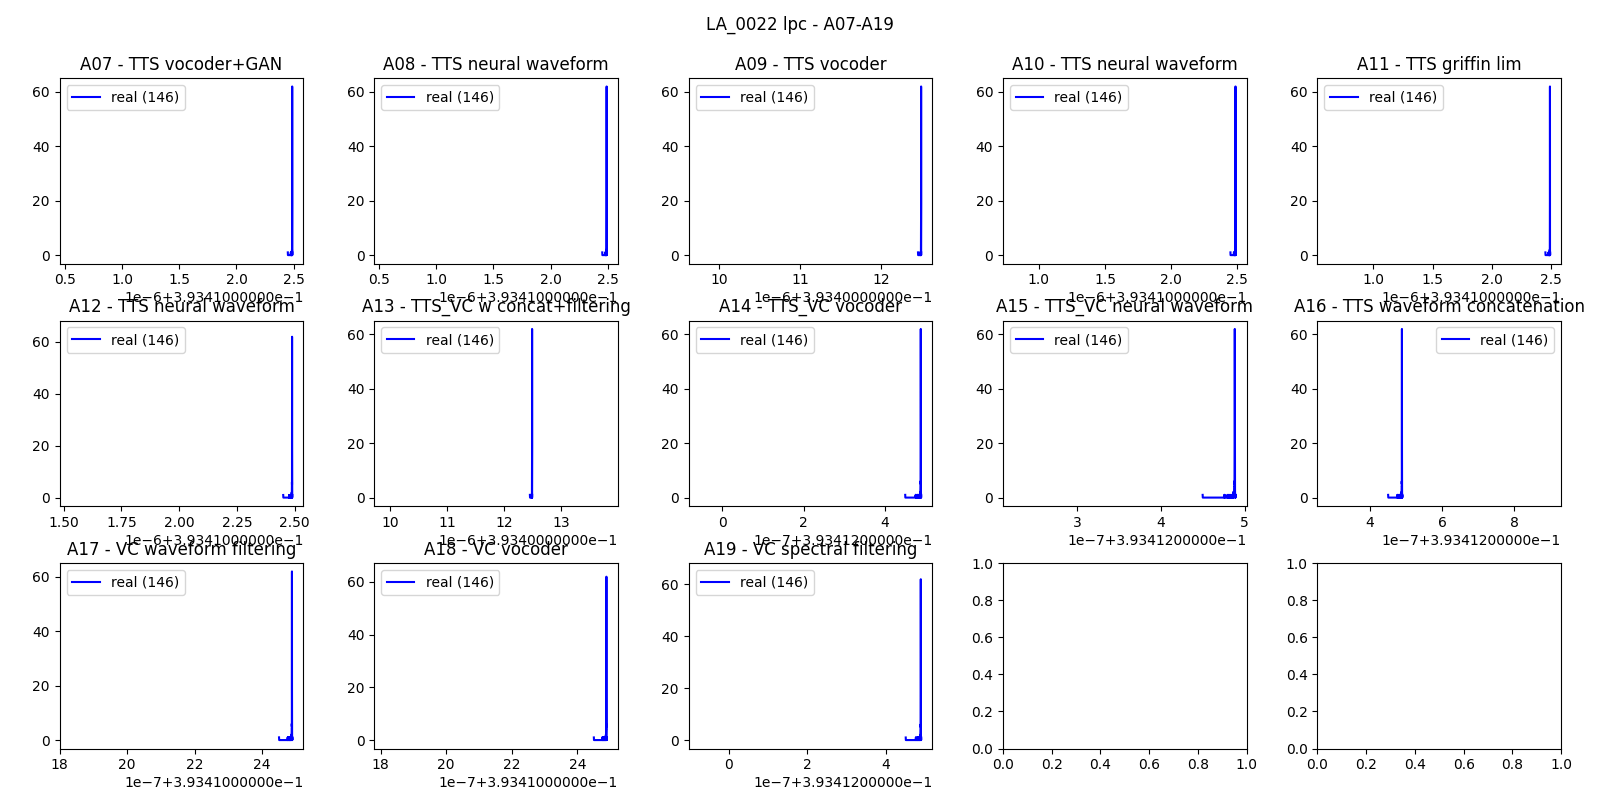 LA_0022 lpc - A07-A19
A07 - TTS vocoder+GAN
A08 - TTS neural waveform
A09 - TTS vocoder
A10 - TTS neural waveform
A11 - TTS griffin lim
real (146)
real (146)
real (146)
real (146)
real (146)
60
40
20
0
60
40
20
0
60
40
20
0
60
40
20
0
60
40
20
0
0.5 1.0 1.5 2.0 2.5
0.5 1.0 1.5 2.0 2.5
10 11 12
1.0 1.5 2.0 2.5
1.0 1.5 2.0 2.5
1e−6+3.9341000000e−1
1e−6+3.9341000000e−1
1e−6+3.9340000000e−1
1e−6+3.9341000000e−1
1e−6+3.9341000000e−1
A12 - TTS neural waveform
A13 - TTS_VC w concat+filtering
A14 - TTS_VC vocoder
A15 - TTS_VC neural waveform
A16 - TTS waveform concatenation
real (146)
real (146)
real (146)
real (146)
real (146)
60
40
20
0
60
40
20
0
60
40
20
0
60
40
20
0
60
40
20
0
1.50 1.75 2.00 2.25 2.50
10 11 12 13
0 2 4
3 4 5
4 6 8
1e−6+3.9341000000e−1
1e−6+3.9340000000e−1
1e−7+3.9341200000e−1
1e−7+3.9341200000e−1
1e−7+3.9341200000e−1
A17 - VC waveform filtering
A18 - VC vocoder
A19 - VC spectral filtering
real (146)
real (146)
real (146)
60
40
20
0
60
40
20
0
60
40
20
0
1.0
0.8
0.6
0.4
0.2
0.0
1.0
0.8
0.6
0.4
0.2
0.0
18 20 22 24
18 20 22 24
0 2 4
0.0 0.2 0.4 0.6 0.8 1.0
0.0 0.2 0.4 0.6 0.8 1.0
1e−7+3.9341000000e−1
1e−7+3.9341000000e−1
1e−7+3.9341200000e−1